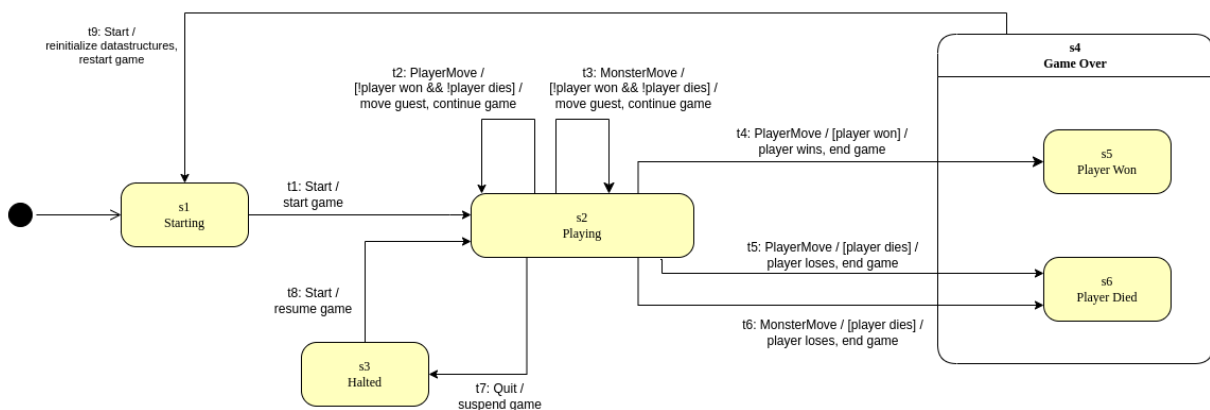 t9: Start /
reinitialize datastructures,
restart game
s4
Game Over
t2: PlayerMove /
[!player won && !player dies] /
move guest, continue game
t3: MonsterMove /
[!player won && !player dies] /
move guest, continue game
t4: PlayerMove / [player won] /
player wins, end game
s5
Player Won
s1
Starting
t1: Start /
start game
s2
Playing
t5: PlayerMove / [player dies] /
player loses, end game
s6
Player Died
t8: Start /
resume game
t6: MonsterMove / [player dies] /
player loses, end game
s3
Halted
t7: Quit /
suspend game